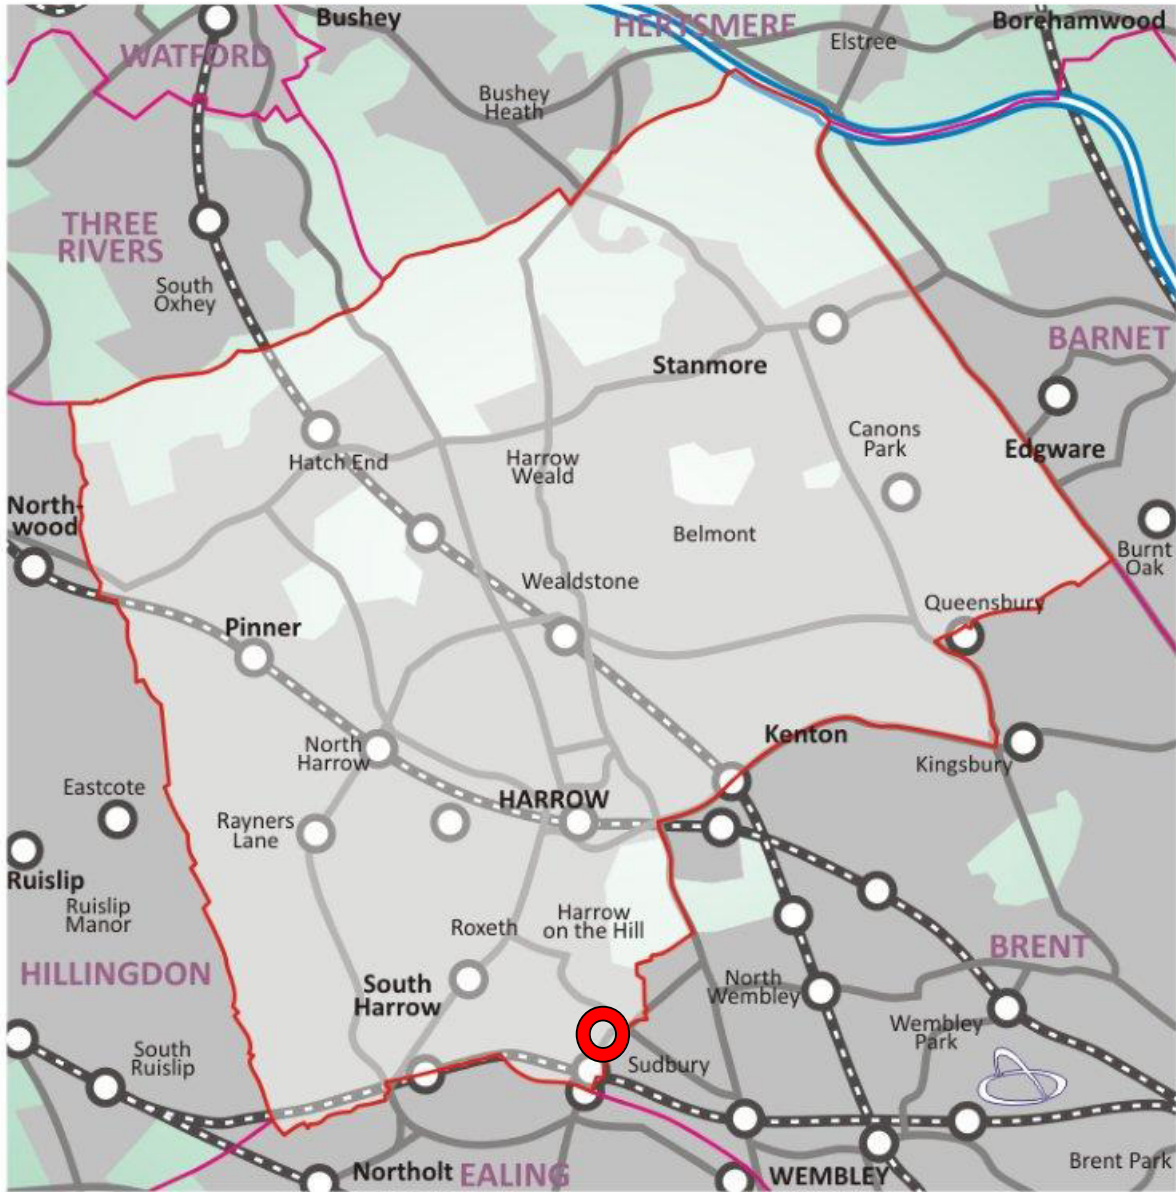 Bushey
HERTSMERE
Borehamwood
WATFORD
Elstree
Bushey
Heath
THREE
RIVERS
South
Oxhey
BARNET
Stanmore
Canons
Park
Edgware
Hatch End
Harrow
Weald
North-
wood
Belmont
Burnt
Oak
Wealdstone
Queensbury
Pinner
Kenton
North
Harrow
Kingsbury
Eastcote
HARROW
Rayners
Lane
Ruislip
Ruislip
Manor
Roxeth
Harrow
on the Hill
BRENT
HILLINGDON
South
Harrow
North
Wembley
Wembley
Park
South
Ruislip
Sudbury
Northolt
EALING
WEMBLEY
Brent Park